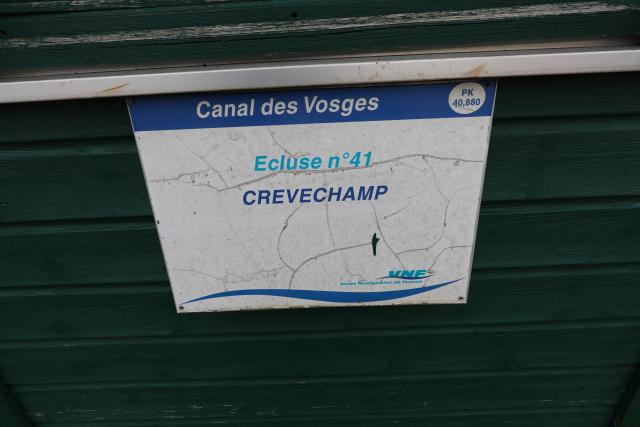 Canal des Vosges
PK
40,880
Ecluse n°41
CREVECHAMP
VNF
Voies Navigables de France